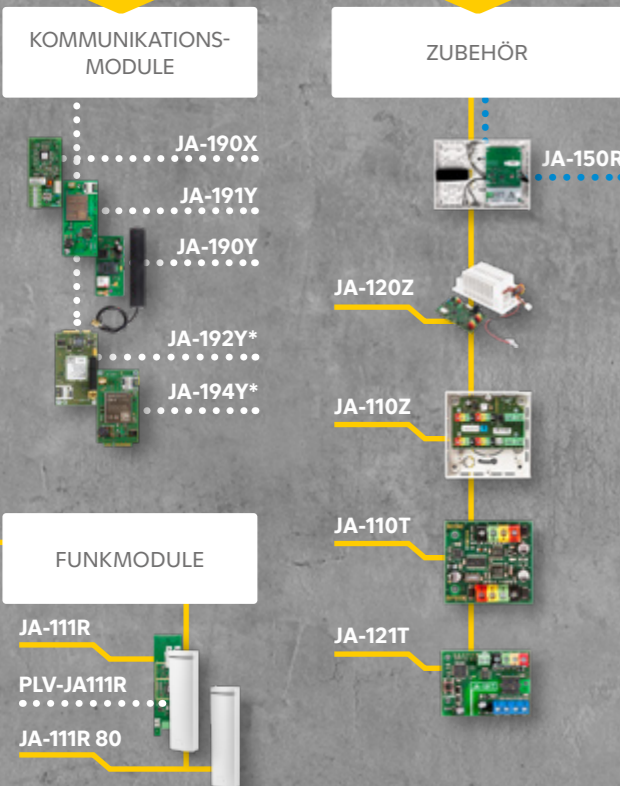 KOMMUNIKATIONS-
MODULE
JA-190X
JA-191Y
JA-190Y
JA-192Y*
JA-194Y*
FUNKMODULE
JA-111R
PLV-JA111R
JA-111R 80
ZUBEHÖR
JA-150R
JA-120Z
JA-110Z
JA-110T
JA-121T